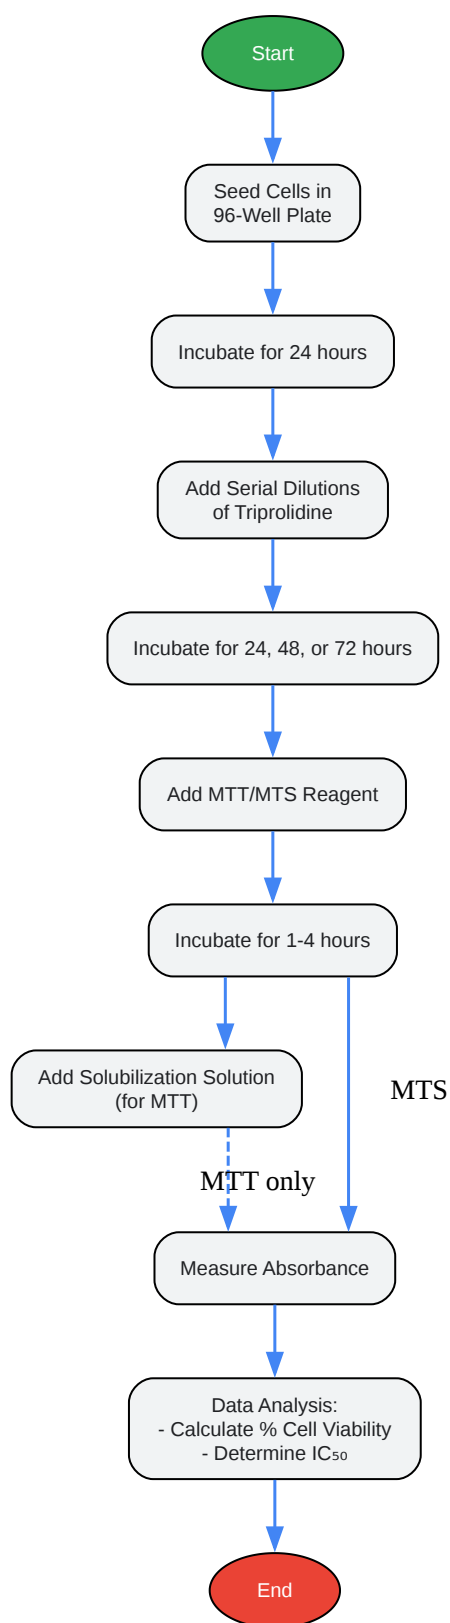 Start
Seed Cells in
96-Well Plate
Incubate for 24 hours
Add Serial Dilutions
of Triprolidine
Incubate for 24, 48, or 72 hours
Add MTT/MTS Reagent
Incubate for 1-4 hours
Add Solubilization Solution
(for MTT)
MTS
MTT only
Measure Absorbance
Data Analysis:
- Calculate % Cell Viability
- Determine IC₅₀
End